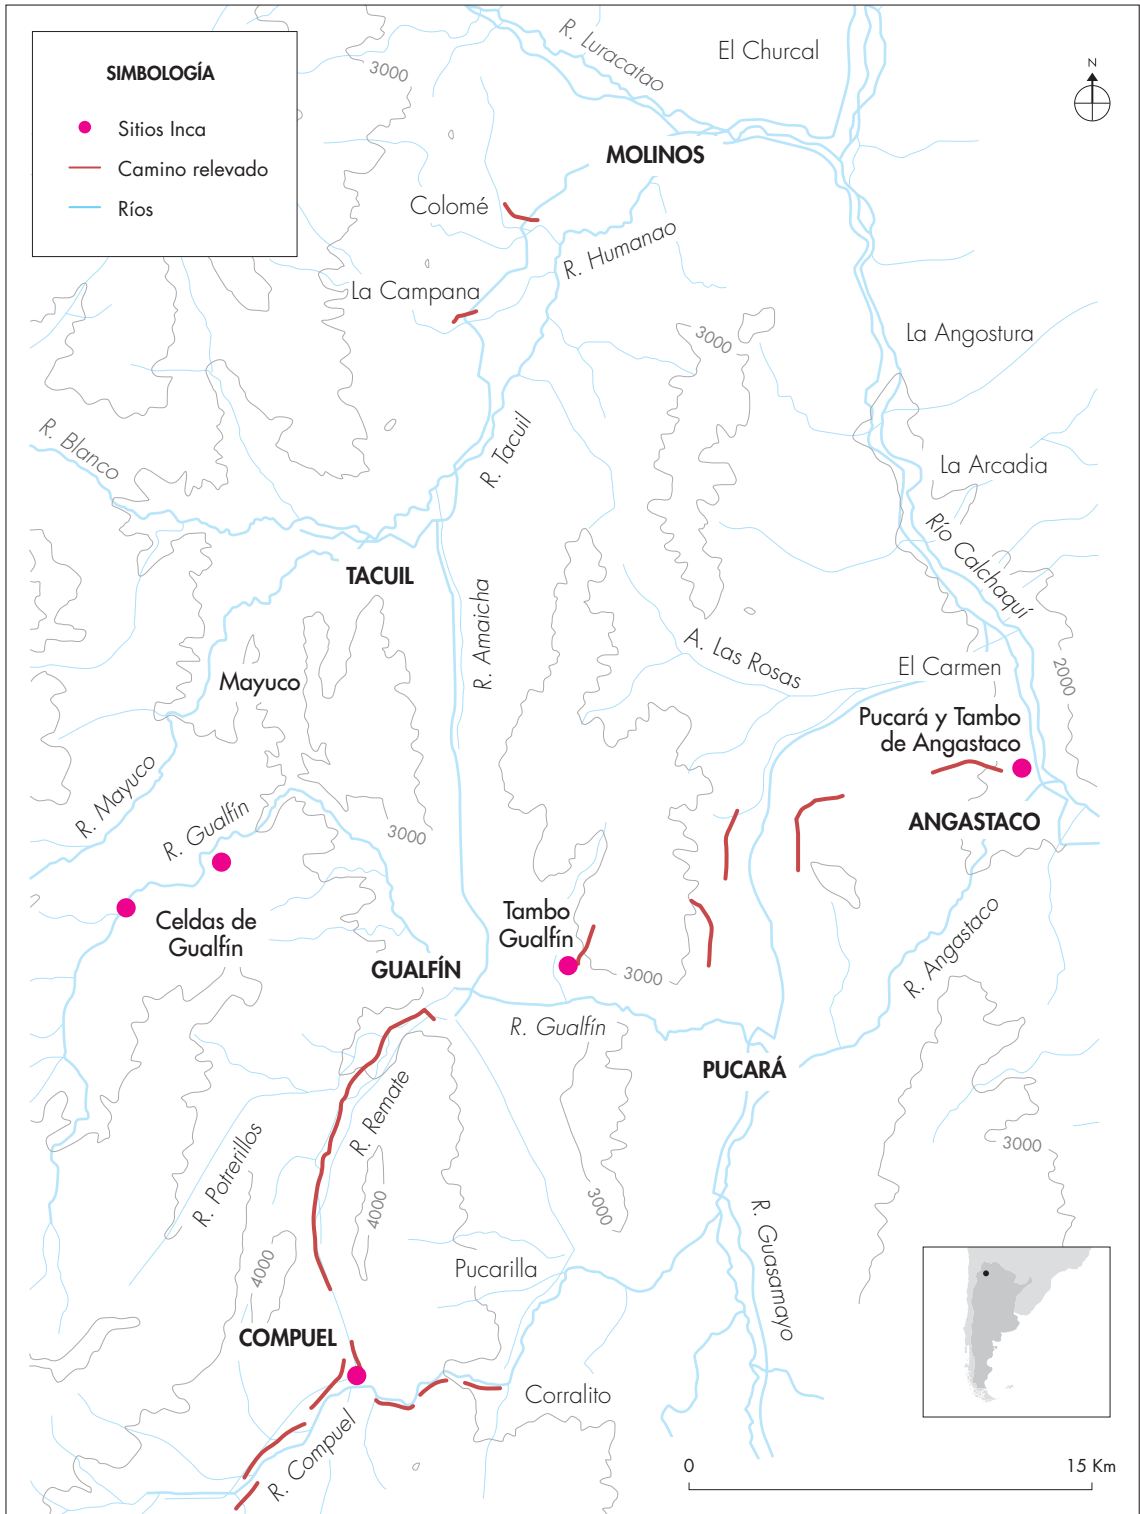 SIMBOLOGÍA
Sitios Inca
Camino relevado
Ríos
N
R. Luracatao
El Churcal
3000
MOLINOS
Colomé
R. Humanao
La Campana
3000
La Angostura
R. Blanco
R. Tacuil
La Arcadia
Río Calchaquí
TACUIL
R. Amaicha
A. Las Rosas
El Carmen
2000
Mayuco
Pucará y Tambo
de Angastaco
R. Mayuco
R. Gualfín
3000
ANGASTACO
Celdas de
Gualfín
Tambo
Gualfín
R. Angastaco
GUALFÍN
3000
R. Gualfín
PUCARÁ
R. Remate
R. Potrerillos
3000
4000
3000
R. Guasamayo
4000
Pucarilla
COMPUEL
Corralito
R. Compuel
0
15 Km